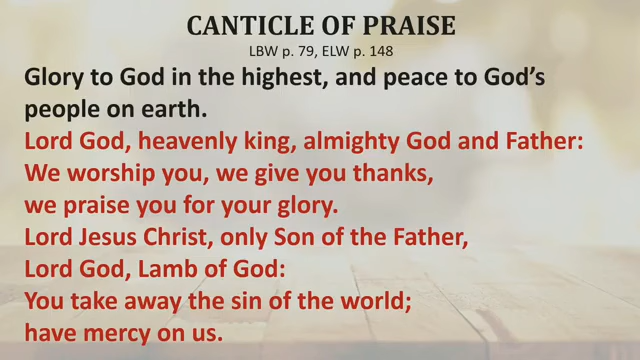 CANTICLE OF PRAISE
LBW p. 79, ELW p. 148
Glory to God in the highest, and peace to God’s
people on earth.
Lord God, heavenly king, almighty God and Father:
We worship you, we give you thanks,
we praise you for your glory.
Lord Jesus Christ, only Son of the Father,
Lord God, Lamb of God:
You take away the sin of the world;
have mercy on us.